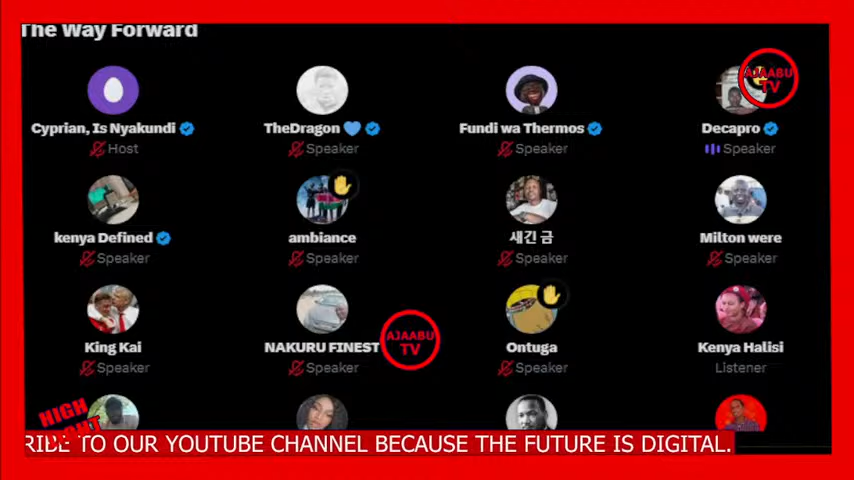 The Way Forward
AJAABU TV
Cyprian, Is Nyakundi
TheDragon
Fundi wa Thermos
Decapro
Host
Speaker
Speaker
Speaker
kenya Defined
ambiance
새긴 금
Milton were
Speaker
Speaker
Speaker
Speaker
King Kai
NAKURU FINEST
AJAABU TV
Ontuga
Kenya Halisi
Speaker
Speaker
Speaker
Listener
HIGH
RIBE TO OUR YOUTUBE CHANNEL BECAUSE THE FUTURE IS DIGITAL.